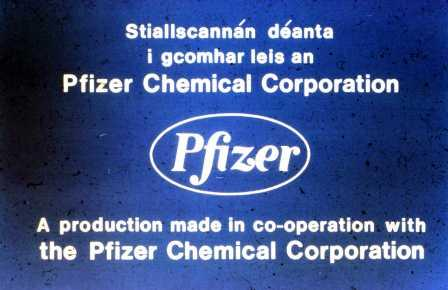 Stiallscannán déanta
i gcomhar leis an
Pfizer Chemical Corporation
Pfizer
A production made in co-operation with
the Pfizer Chemical Corporation